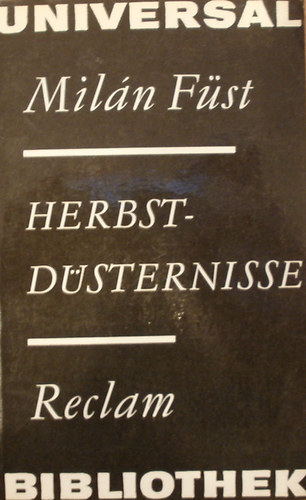 UNIVERSAL
Milán Füst
HERBST-
DÜSTERNISSE
Reclam
BIBLIOTHEK